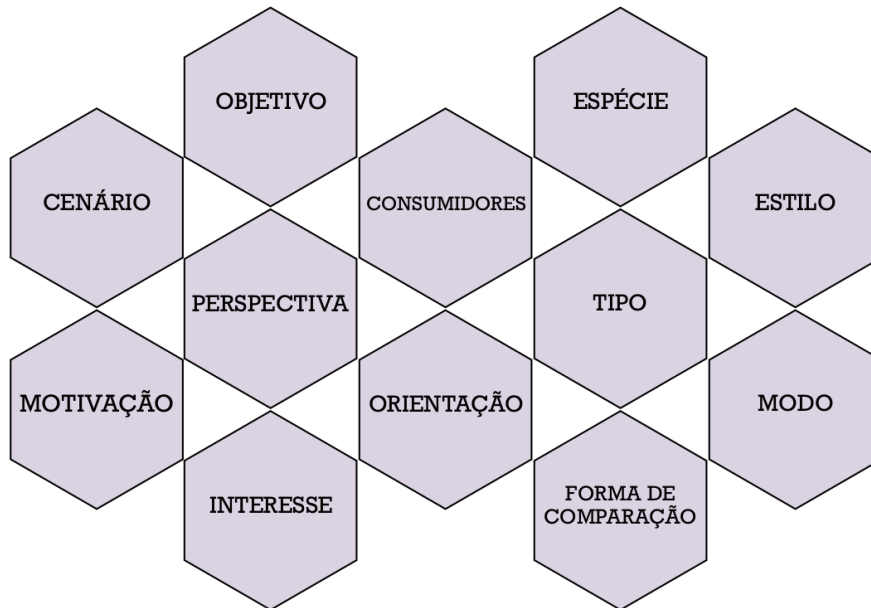 OBJETIVO
ESPÉCIE
CENÁRIO
CONSUMIDORES
ESTILO
PERSPECTIVA
TIPO
MOTIVAÇÃO
ORIENTAÇÃO
MODO
INTERESSE
FORMA DE
COMPARAÇÃO